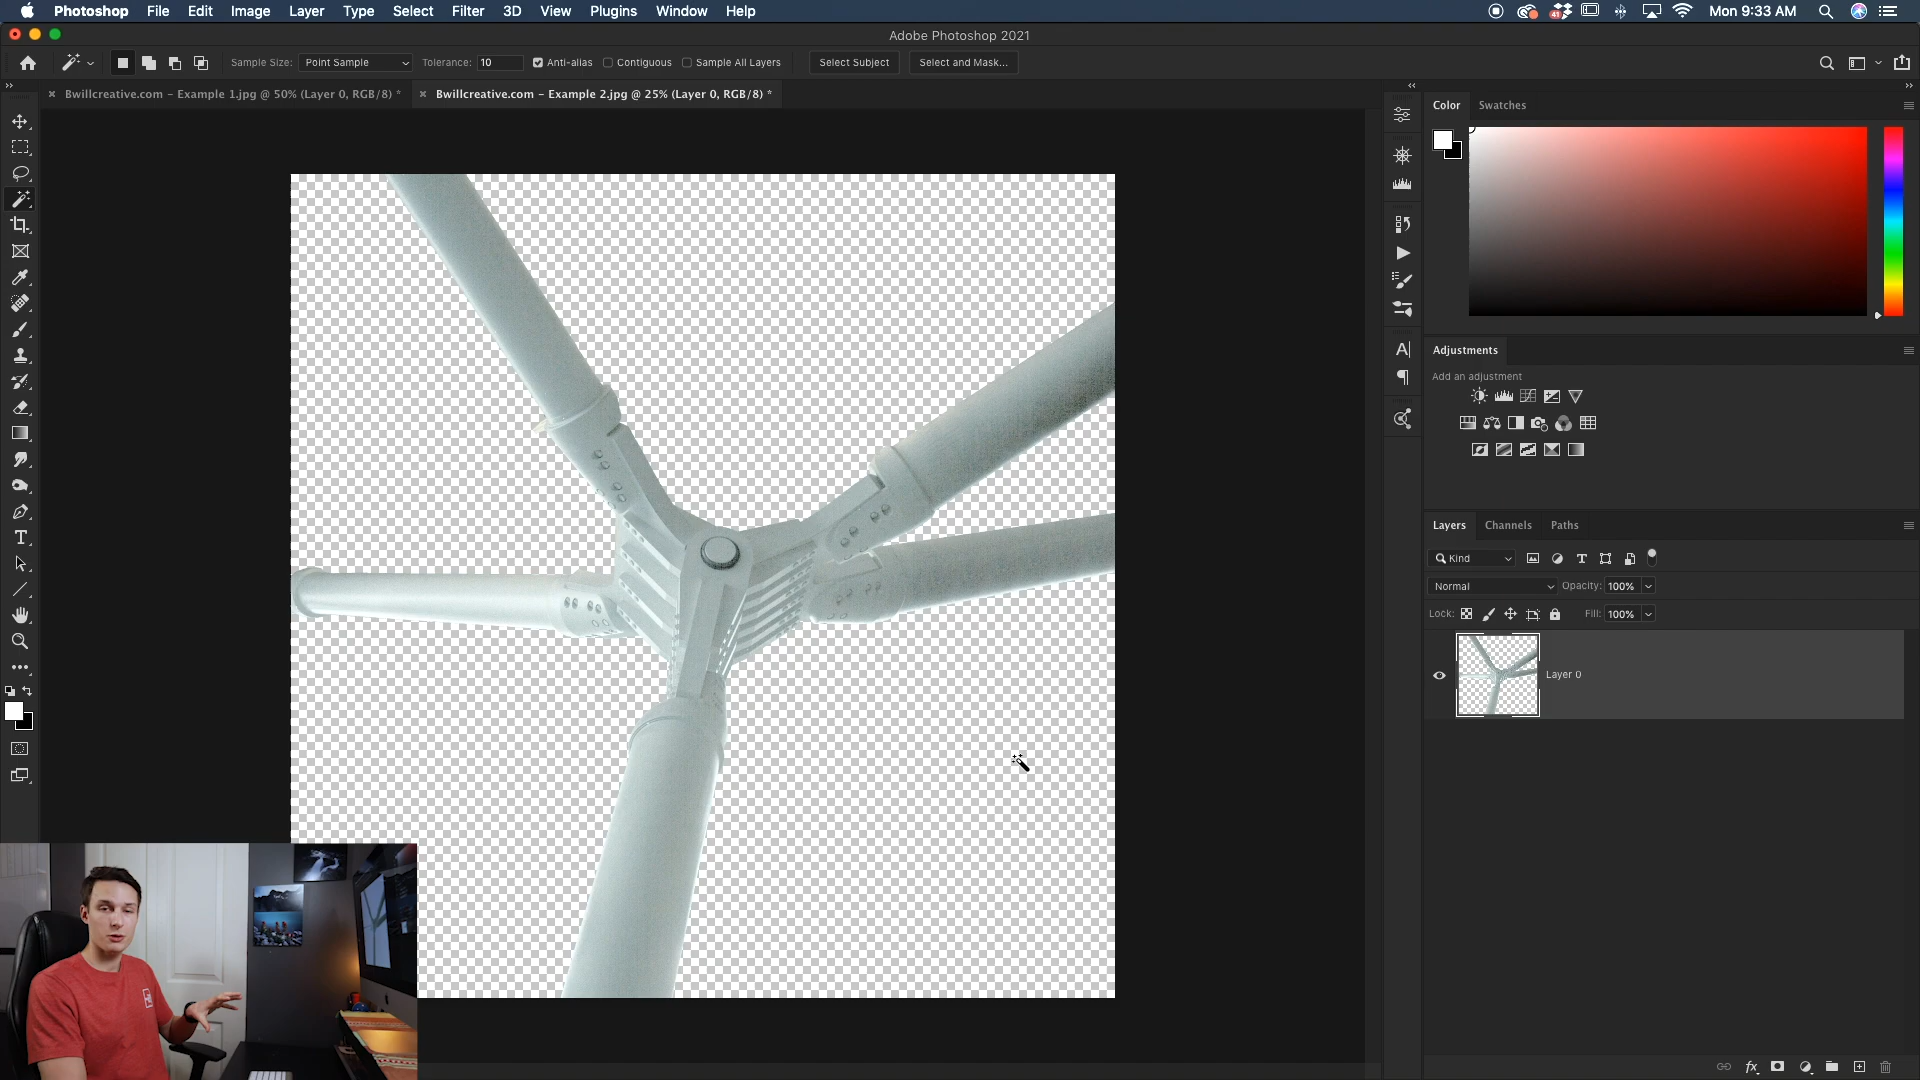 Photoshop File Edit Image Layer Type Select Filter 3D View Plugins Window Help
41 Mon 9:33 AM
Adobe Photoshop 2021
Sample Size: Point Sample Tolerance: 10 Anti-alias Contiguous Sample All Layers Select Subject Select and Mask...
Bwillcreative.com - Example 1.jpg @ 50% (Layer 0, RGB/8) *
Bwillcreative.com - Example 2.jpg @ 25% (Layer 0, RGB/8) *
Color Swatches
Adjustments
Add an adjustment
Layers Channels Paths
Kind
Normal Opacity: 100%
Lock: Fill: 100%
Layer 0
fx